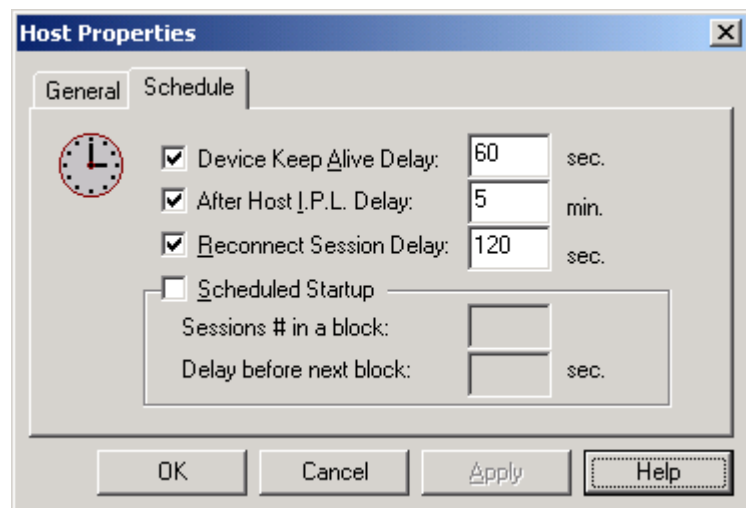 Host Properties
General Schedule
Device Keep Alive Delay: 60 sec.
After Host I.P.L. Delay: 5 min.
Reconnect Session Delay: 120 sec.
Scheduled Startup
Sessions # in a block:
Delay before next block: sec.
OK Cancel Apply Help